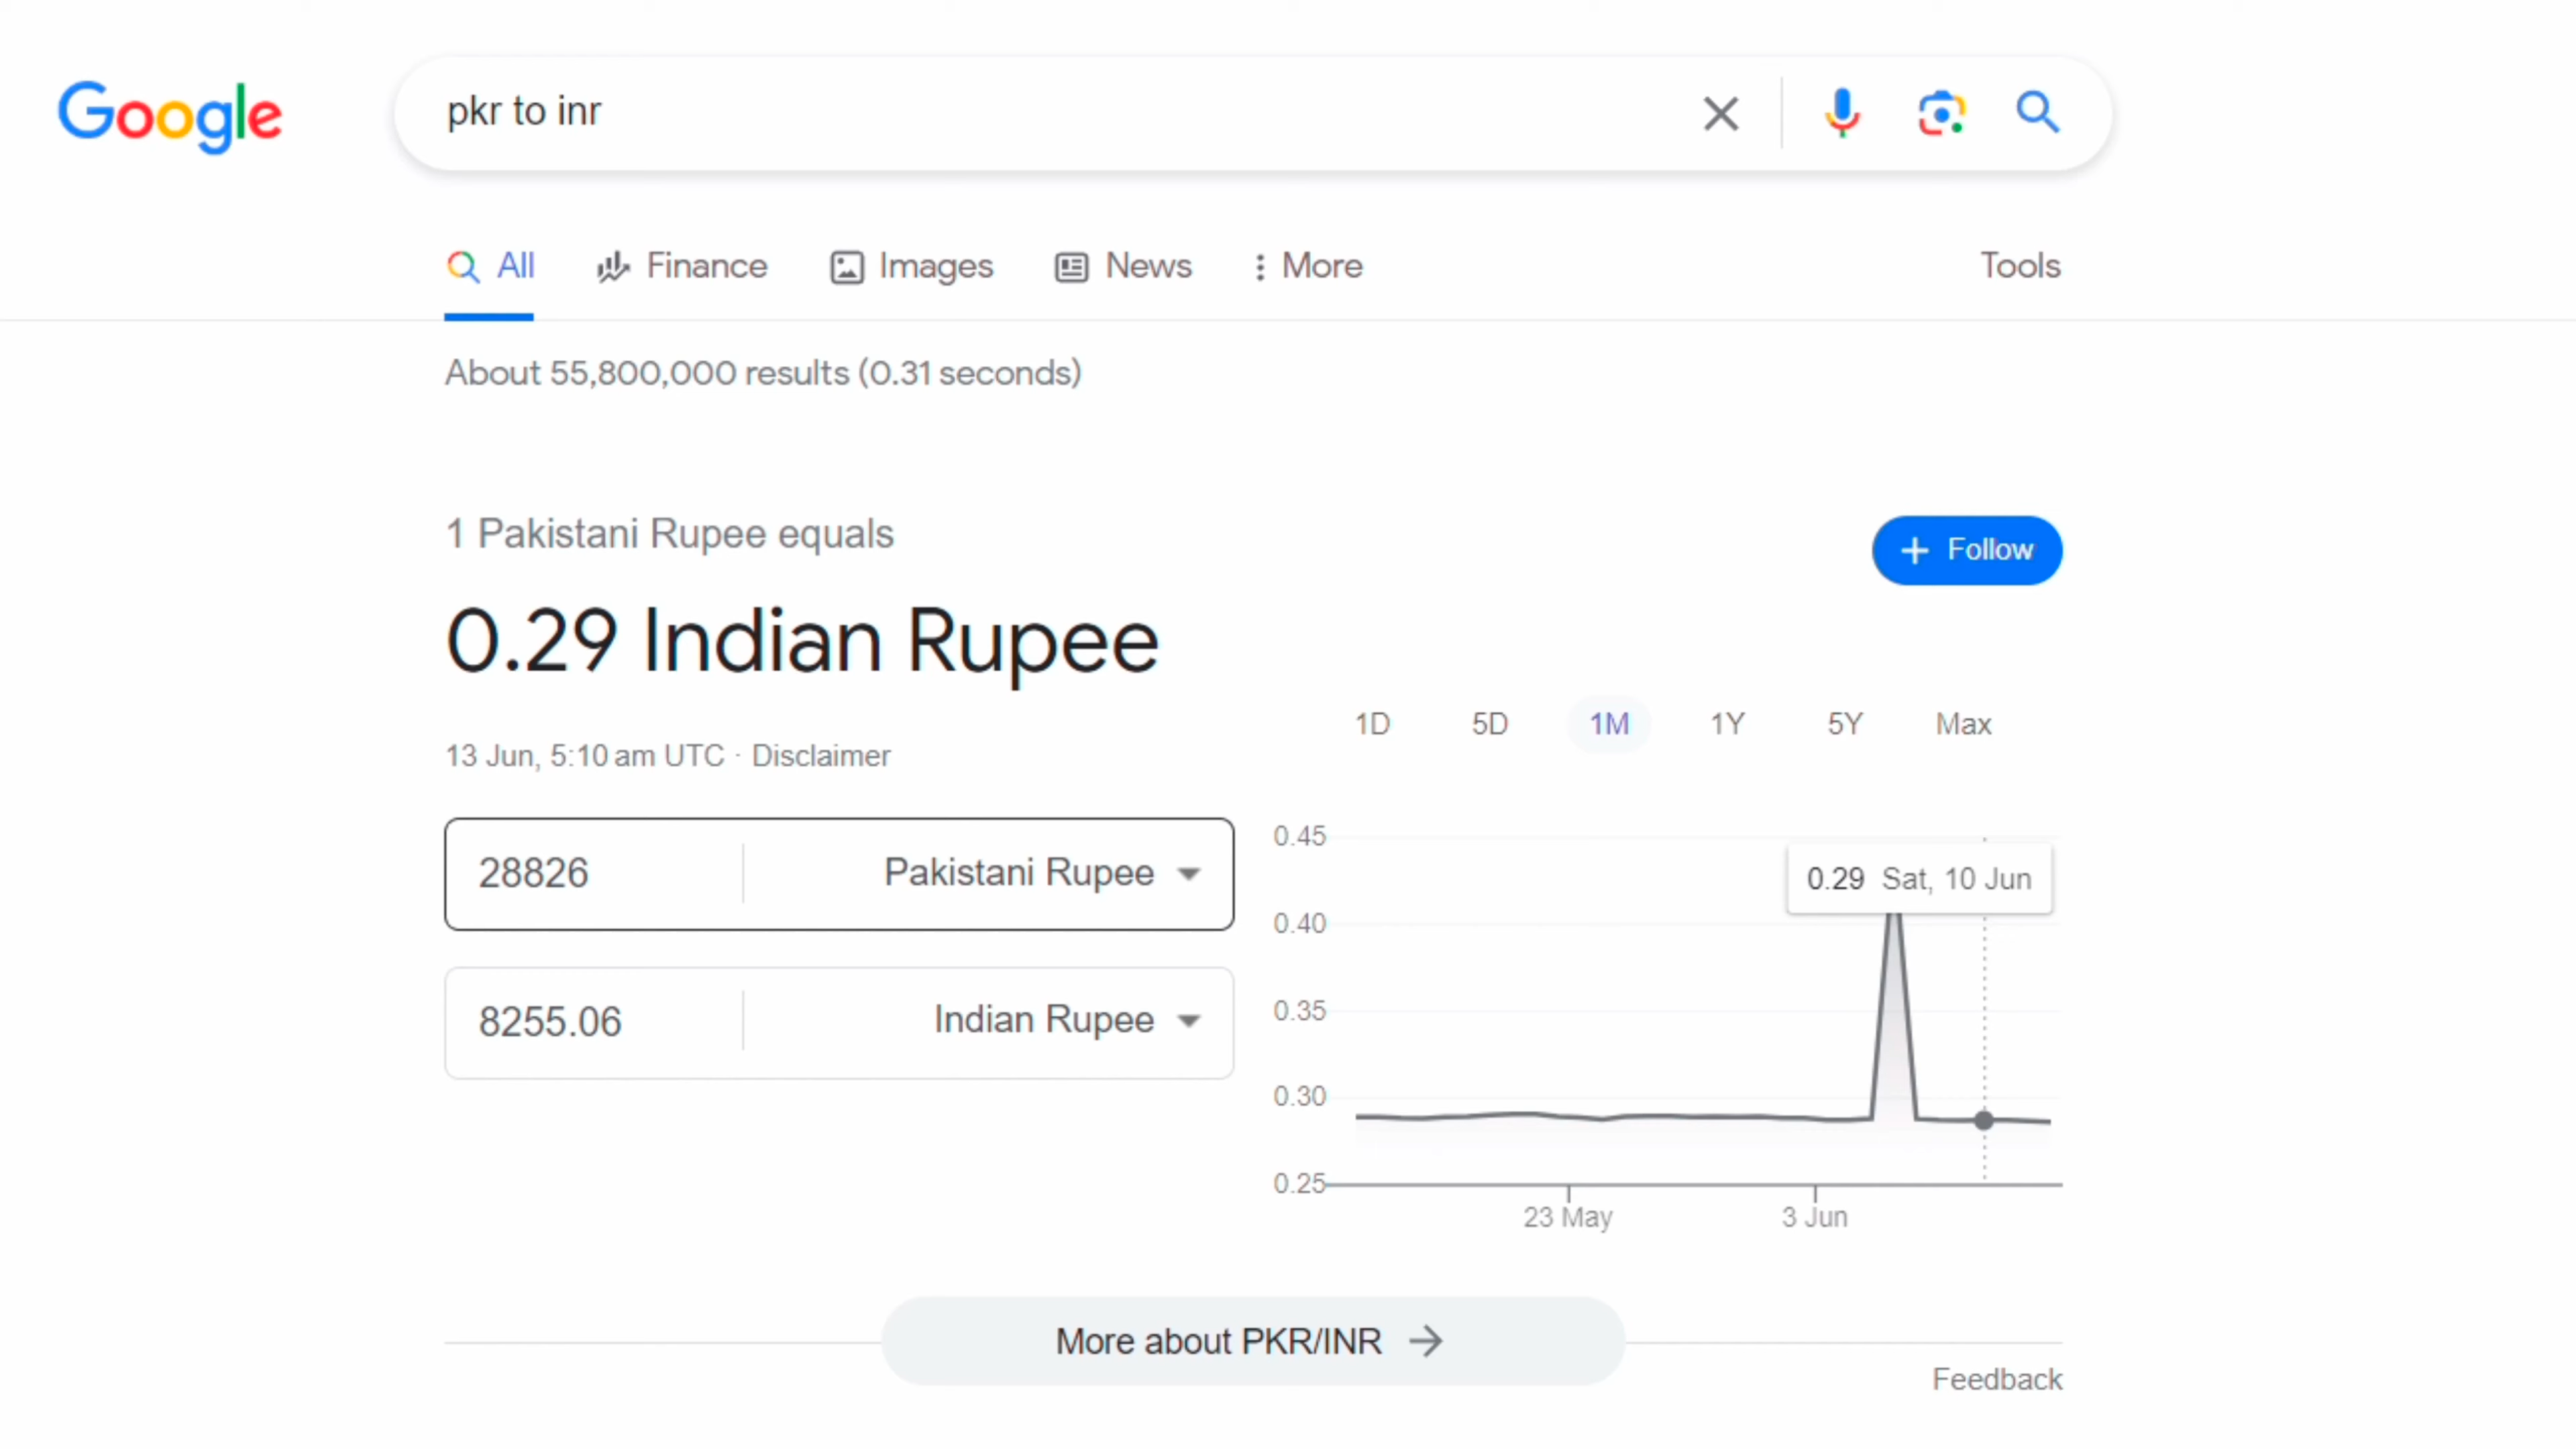 Google
pkr to inr
All Finance Images News More Tools
About 55,800,000 results (0.31 seconds)
1 Pakistani Rupee equals
Follow
0.29 Indian Rupee
1D 5D 1M 1Y 5Y Max
13 Jun, 5:10 am UTC · Disclaimer
28826 Pakistani Rupee
8255.06 Indian Rupee
0.45
0.29 Sat, 10 Jun
0.40
0.35
0.30
0.25
23 May 3 Jun
More about PKR/INR
Feedback